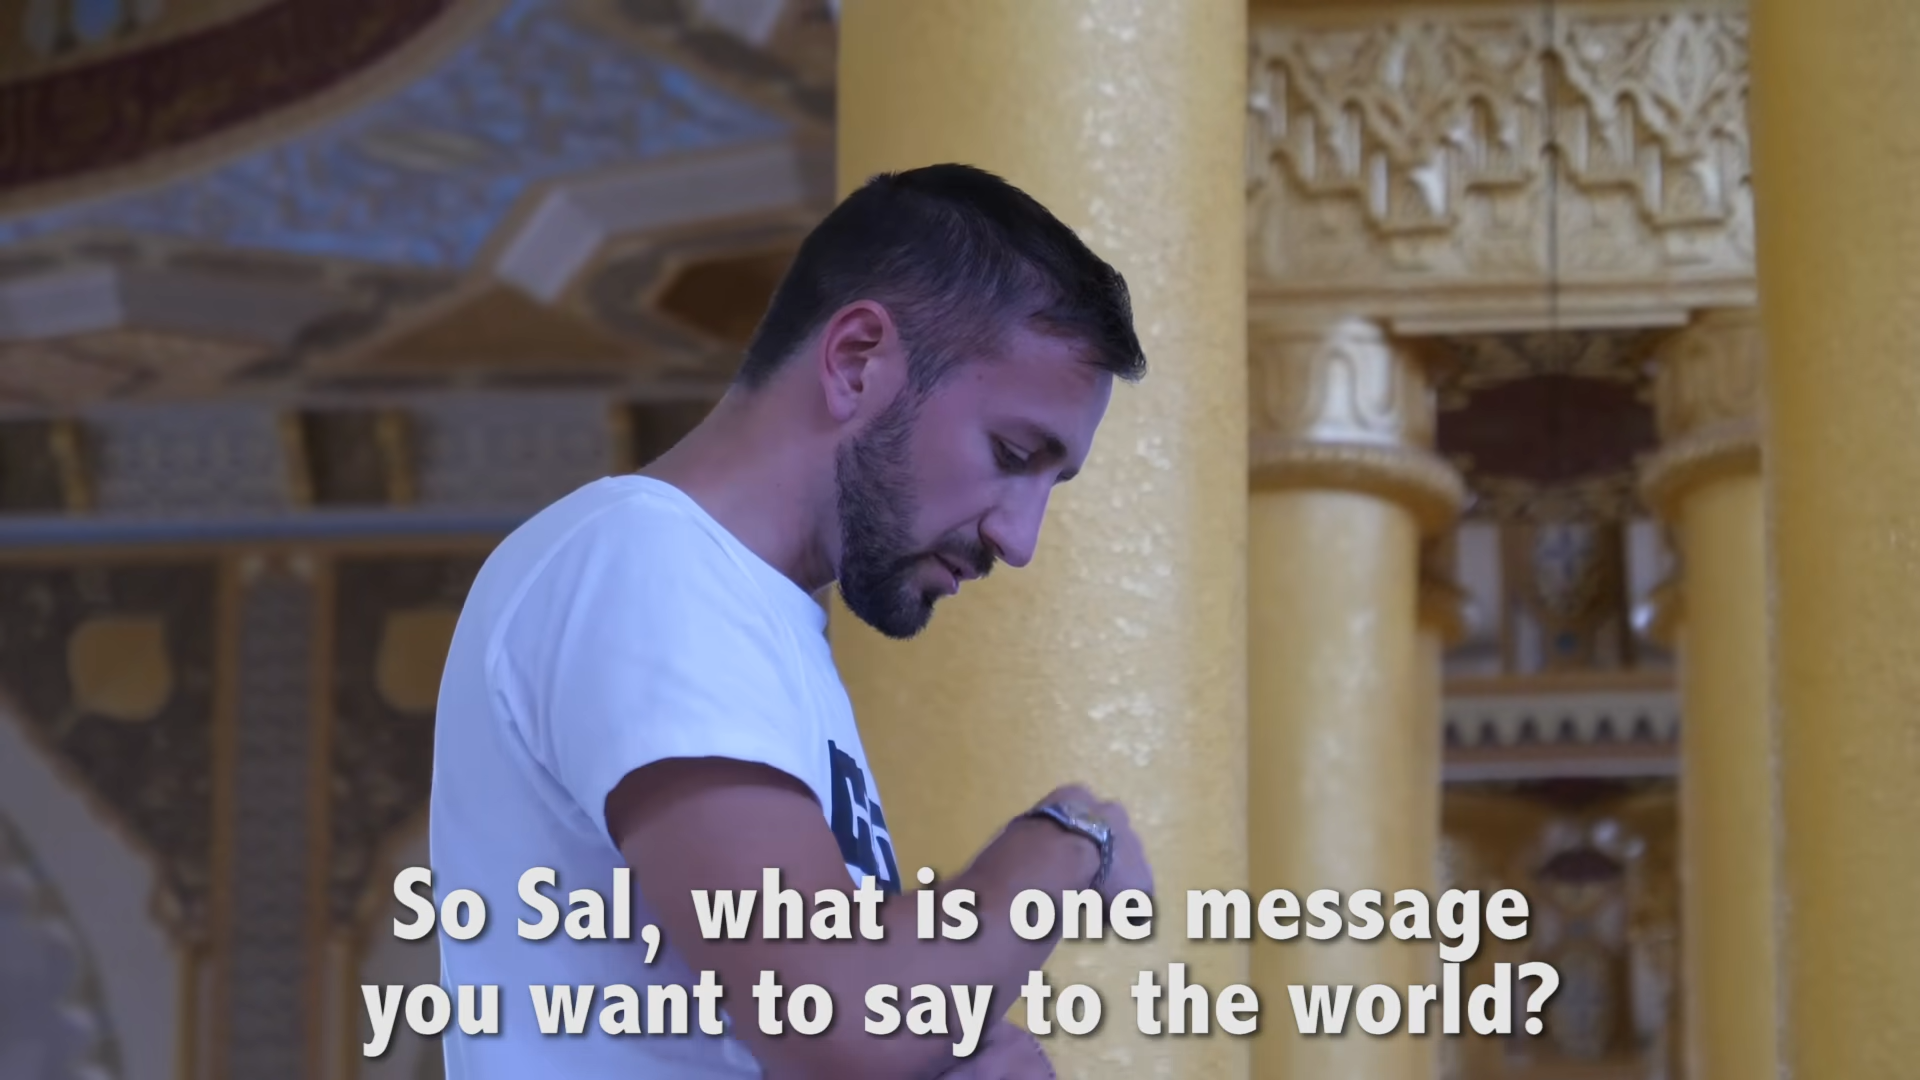 So Sal, what is one message
you want to say to the world?